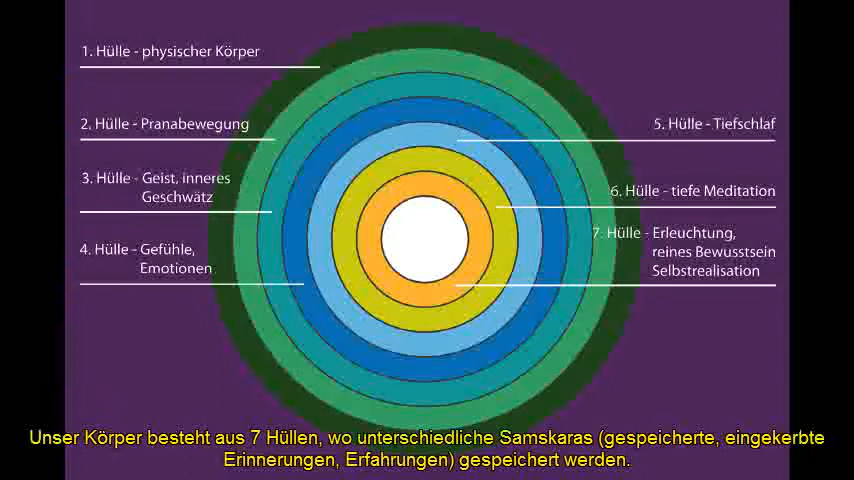 1. Hülle - physischer Körper
2. Hülle - Pranabewegung
3. Hülle - Geist, inneres
Geschwätz
4. Hülle - Gefühle,
Emotionen
5. Hülle - Tiefschlaf
6. Hülle - tiefe Meditation
7. Hülle - Erleuchtung,
reines Bewusstsein
Selbstrealisation
Unser Körper besteht aus 7 Hüllen, wo unterschiedliche Samskaras (gespeicherte, eingekerbte
Erinnerungen, Erfahrungen) gespeichert werden.